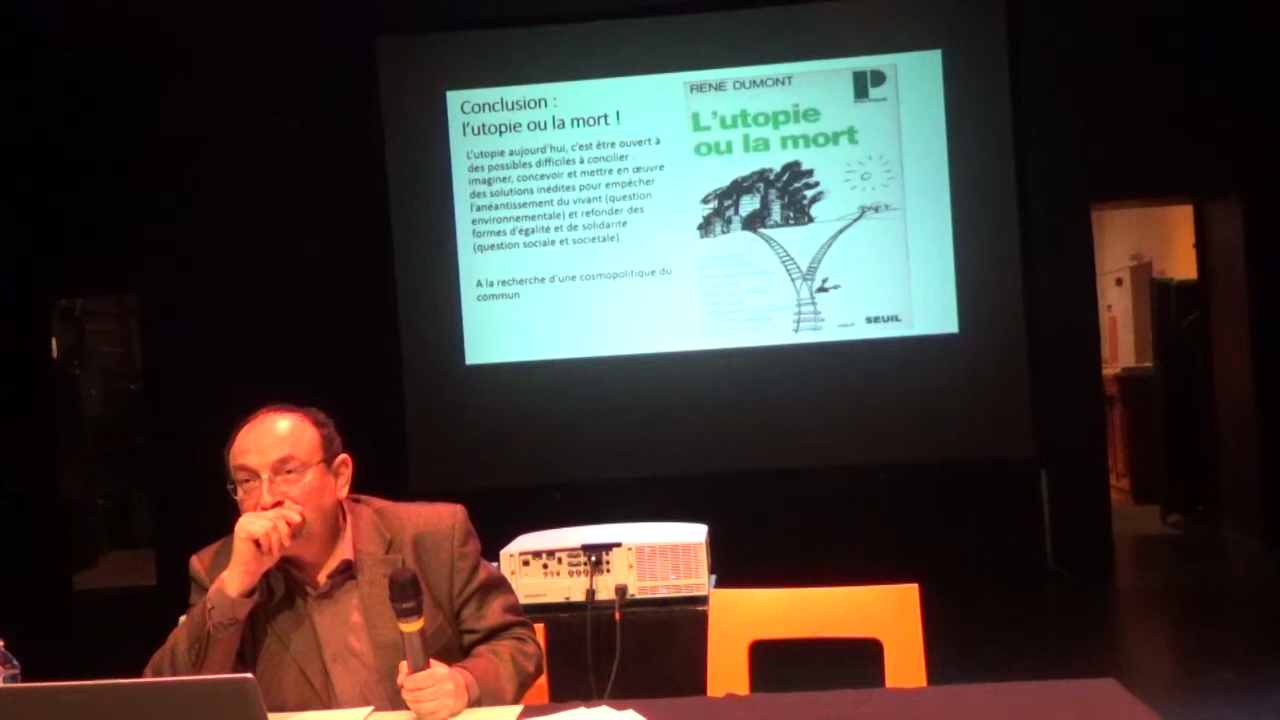 Conclusion :
l'utopie ou la mort !
L'utopie aujourd'hui, c'est être ouvert à
des possibles difficiles à concilier
imaginer, concevoir et mettre en œuvre
des solutions inédites pour empêcher
l'anéantissement du vivant (question
environnementale) et refonder des
formes d'égalité et de solidarité
(question sociale et sociétale)
A la recherche d'une cosmopolitique du
commun
RENÉ DUMONT
P
L'utopie
ou la mort
SEUIL